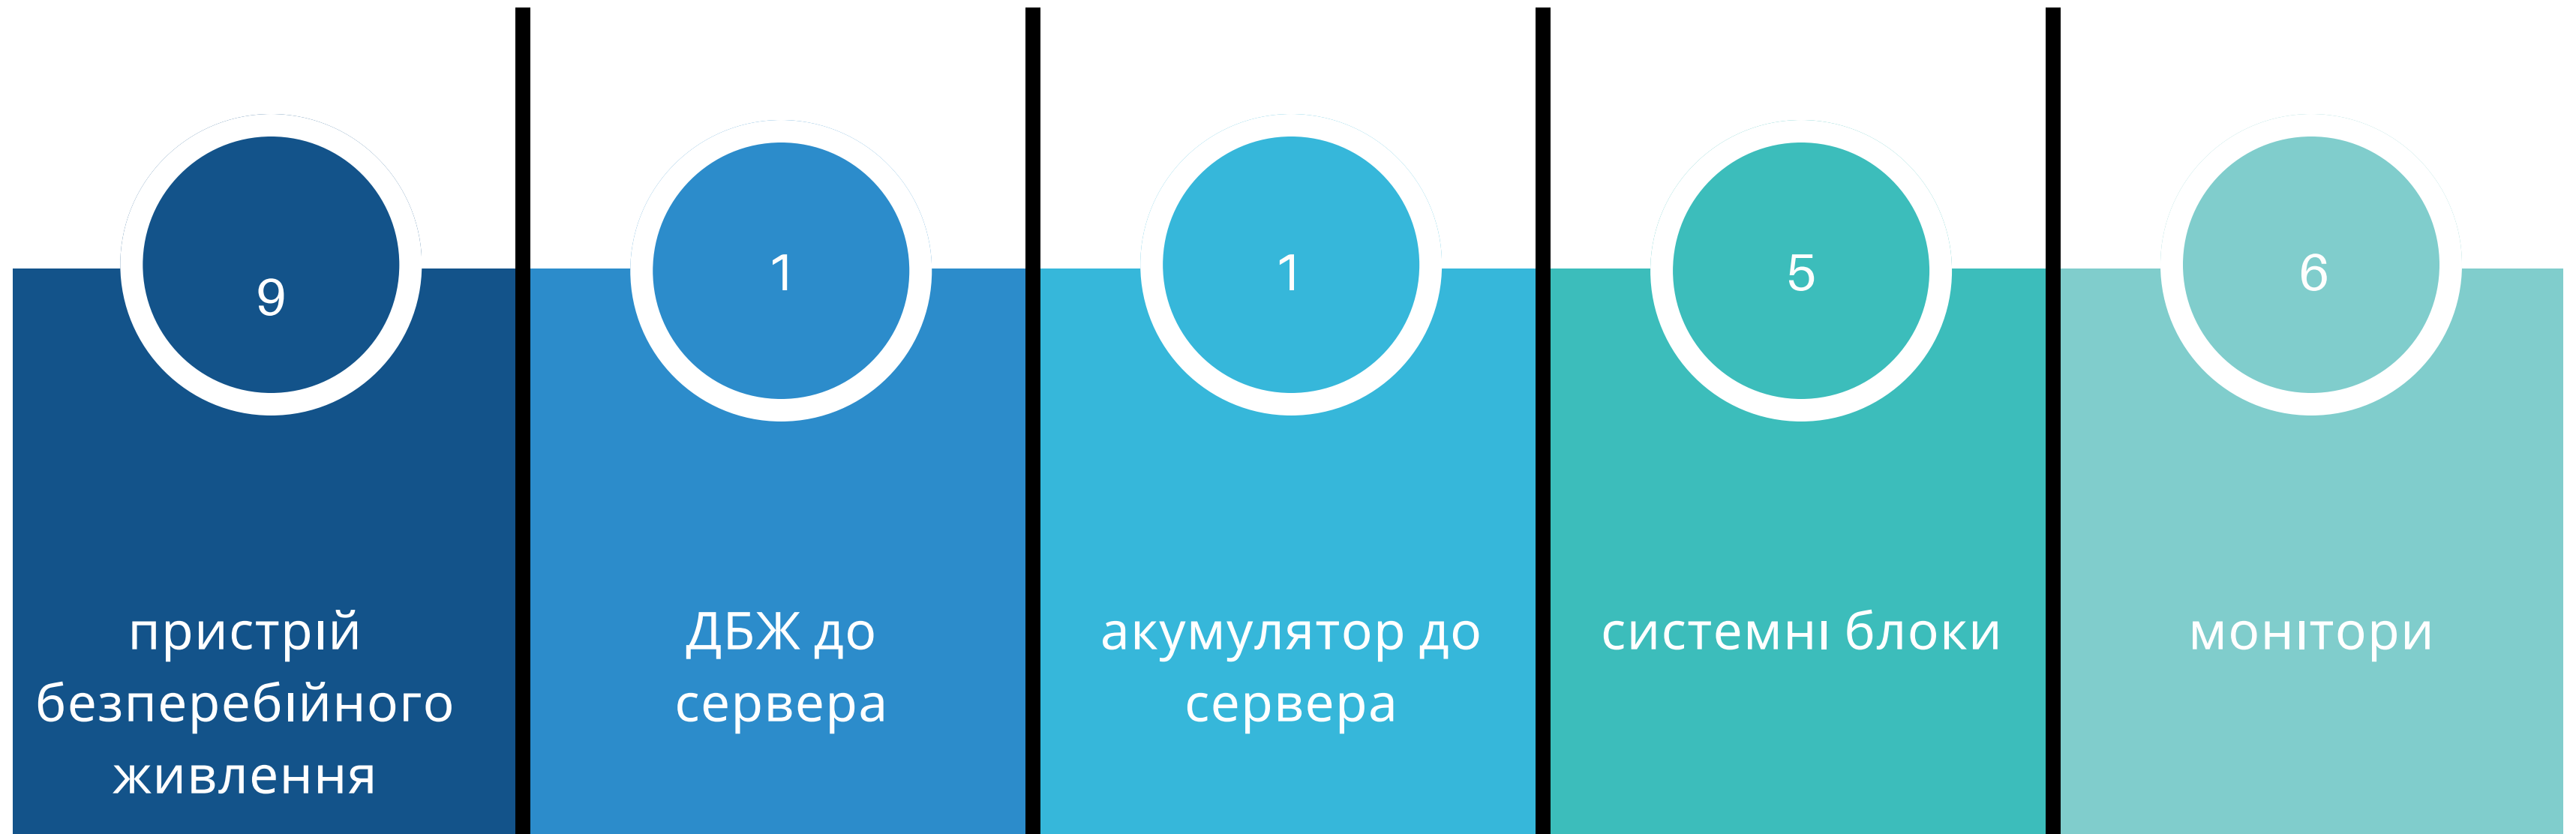 9
пристрій
безперебійного
живлення
1
ДБЖ до
сервера
1
акумулятор до
сервера
5
системні блоки
6
монітори